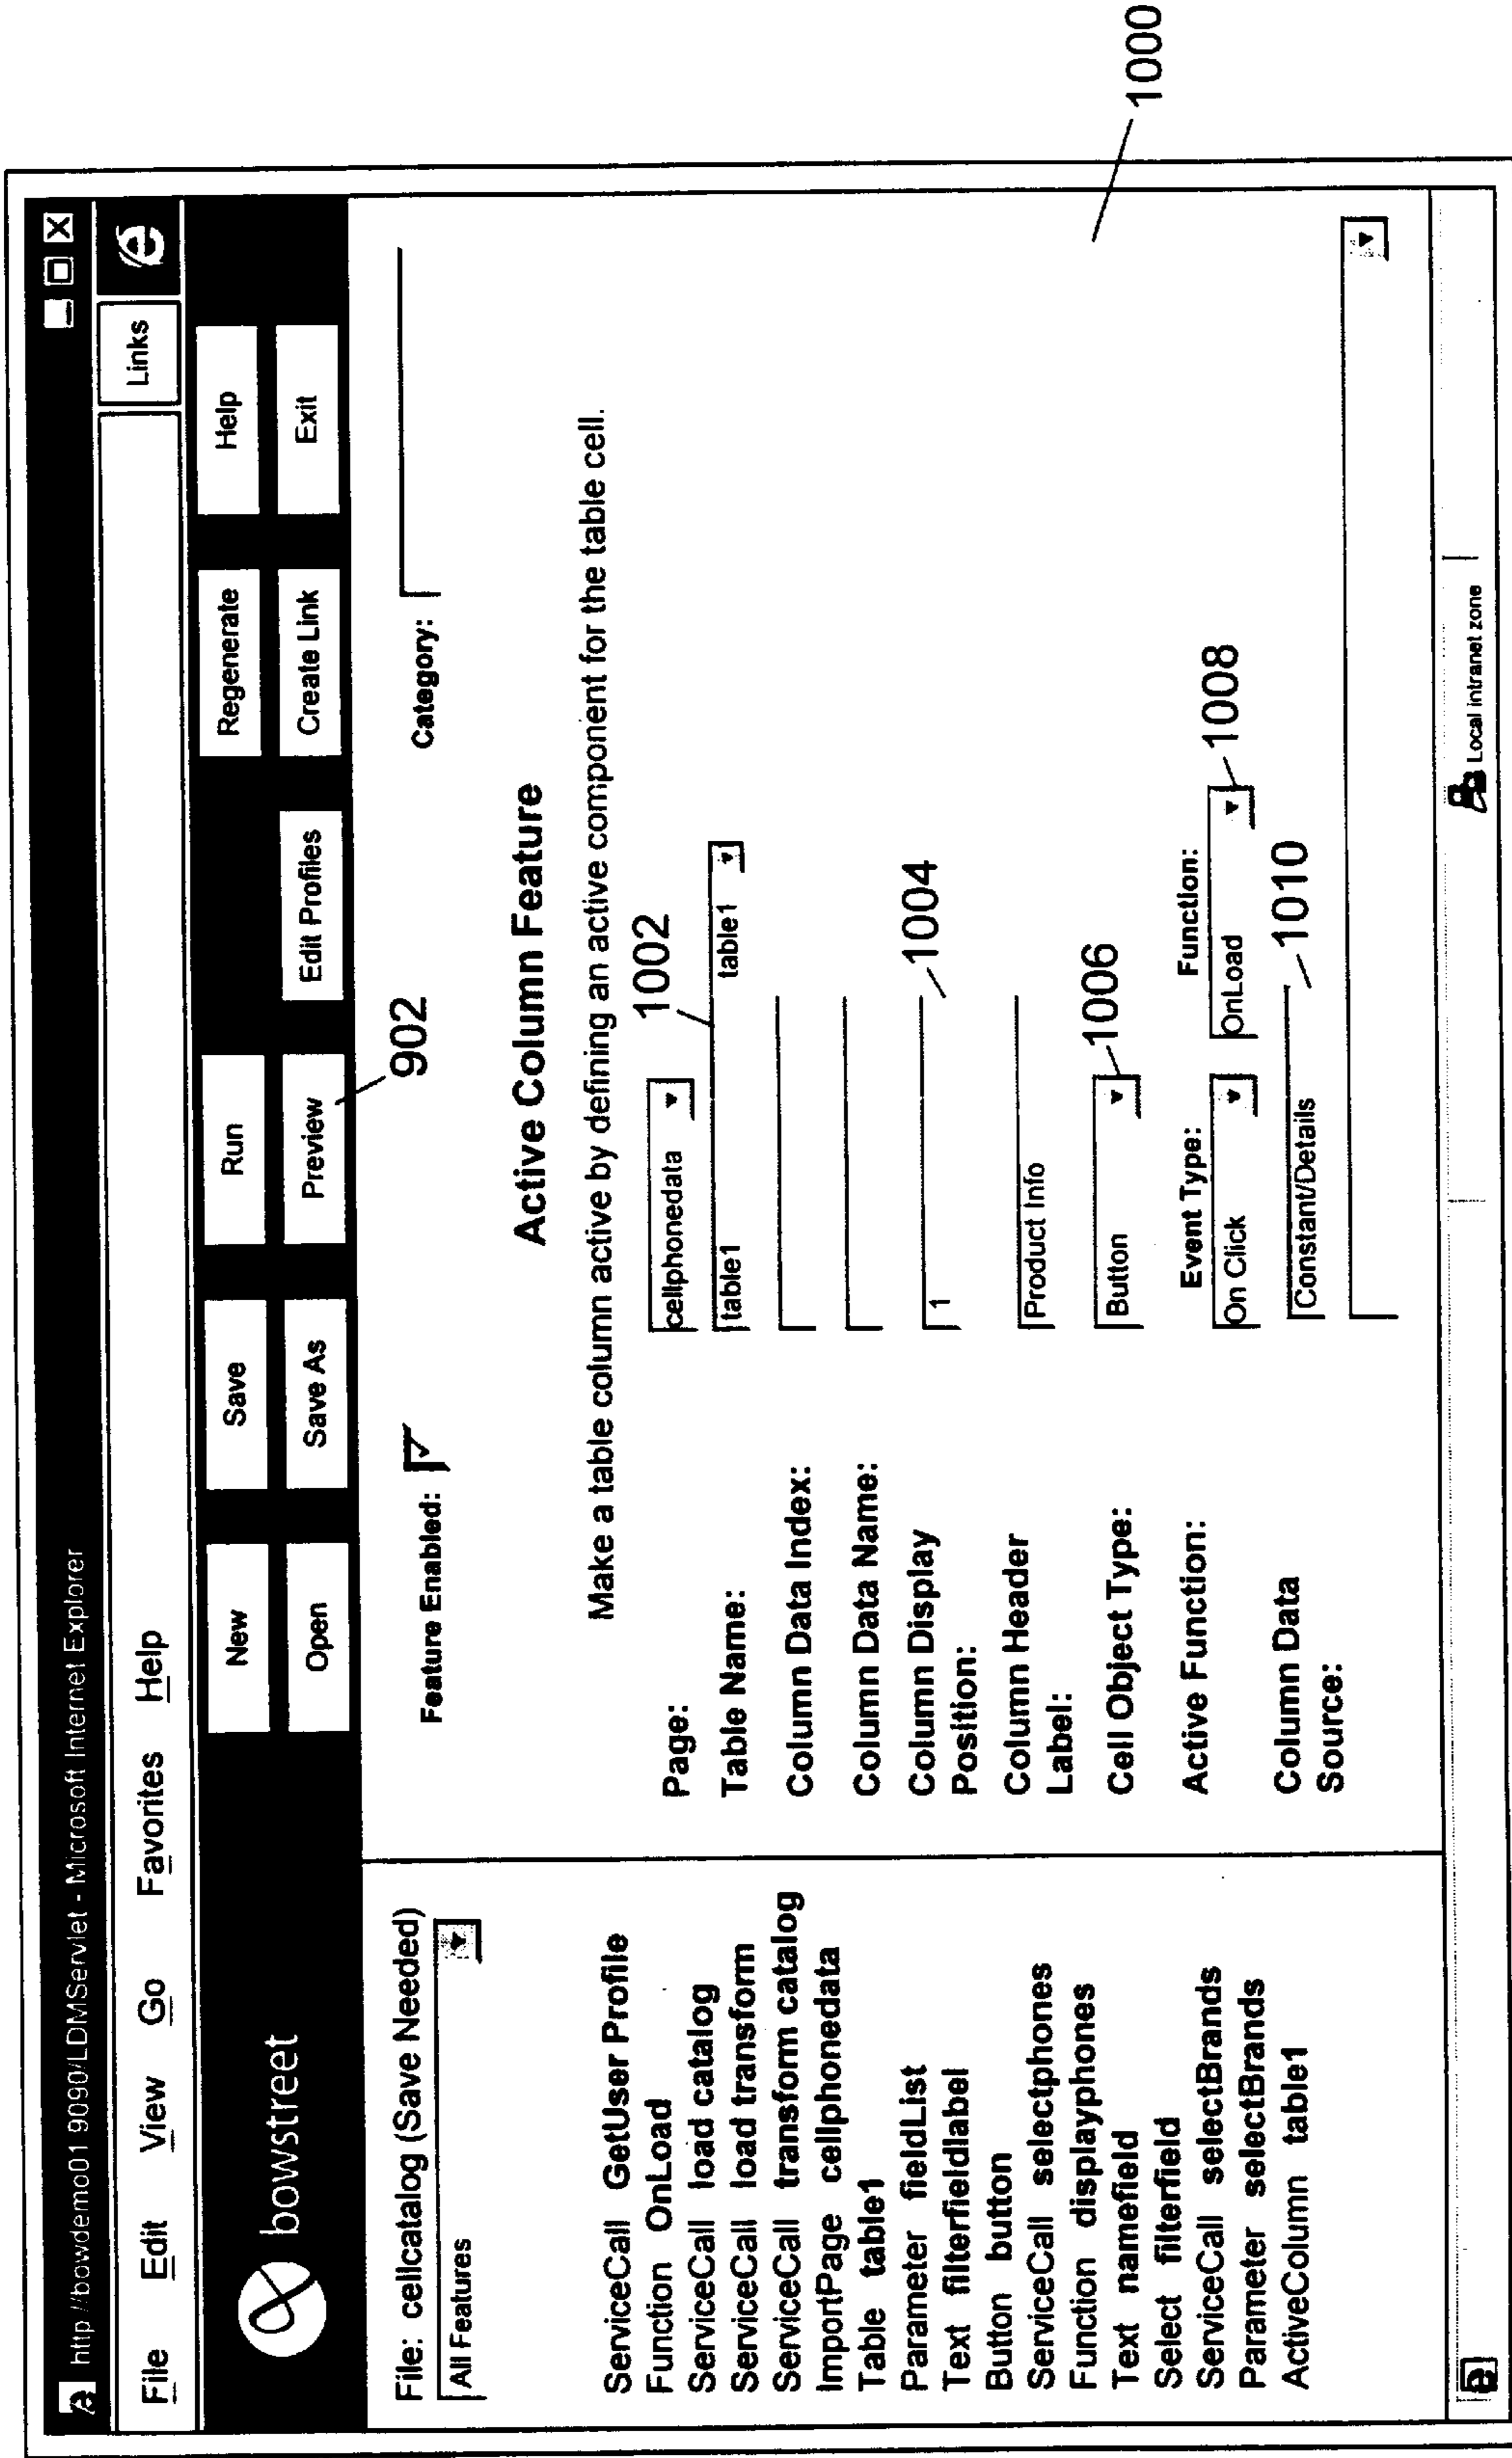 http //bowdemo01 9090/LDMServlet - Microsoft Internet Explorer
File Edit View Go Favorites Help
Links
bowstreet
New Save Run Regenerate Help
Open Save As Preview Edit Profiles Create Link Exit
902
File: cellcatalog (Save Needed)
All Features
ServiceCall GetUser Profile
Function OnLoad
ServiceCall load catalog
ServiceCall load transform
ServiceCall transform catalog
ImportPage cellphonedata
Table table1
Parameter fieldList
Text filterfieldlabel
Button button
ServiceCall selectphones
Function displayphones
Text namefield
Select filterfield
ServiceCall selectBrands
Parameter selectBrands
ActiveColumn table1
Feature Enabled: Category:
Active Column Feature
Make a table column active by defining an active component for the table cell.
Page: cellphonedata 1002
Table Name: table1 table1
Column Data Index:
Column Data Name:
Column Display
Position: 1 1004
Column Header
Label: Product Info
Cell Object Type: Button 1006
Event Type: Function:
Active Function: On Click OnLoad 1008
Column Data
Source: Constant/Details 1010
1000
Local intranet zone